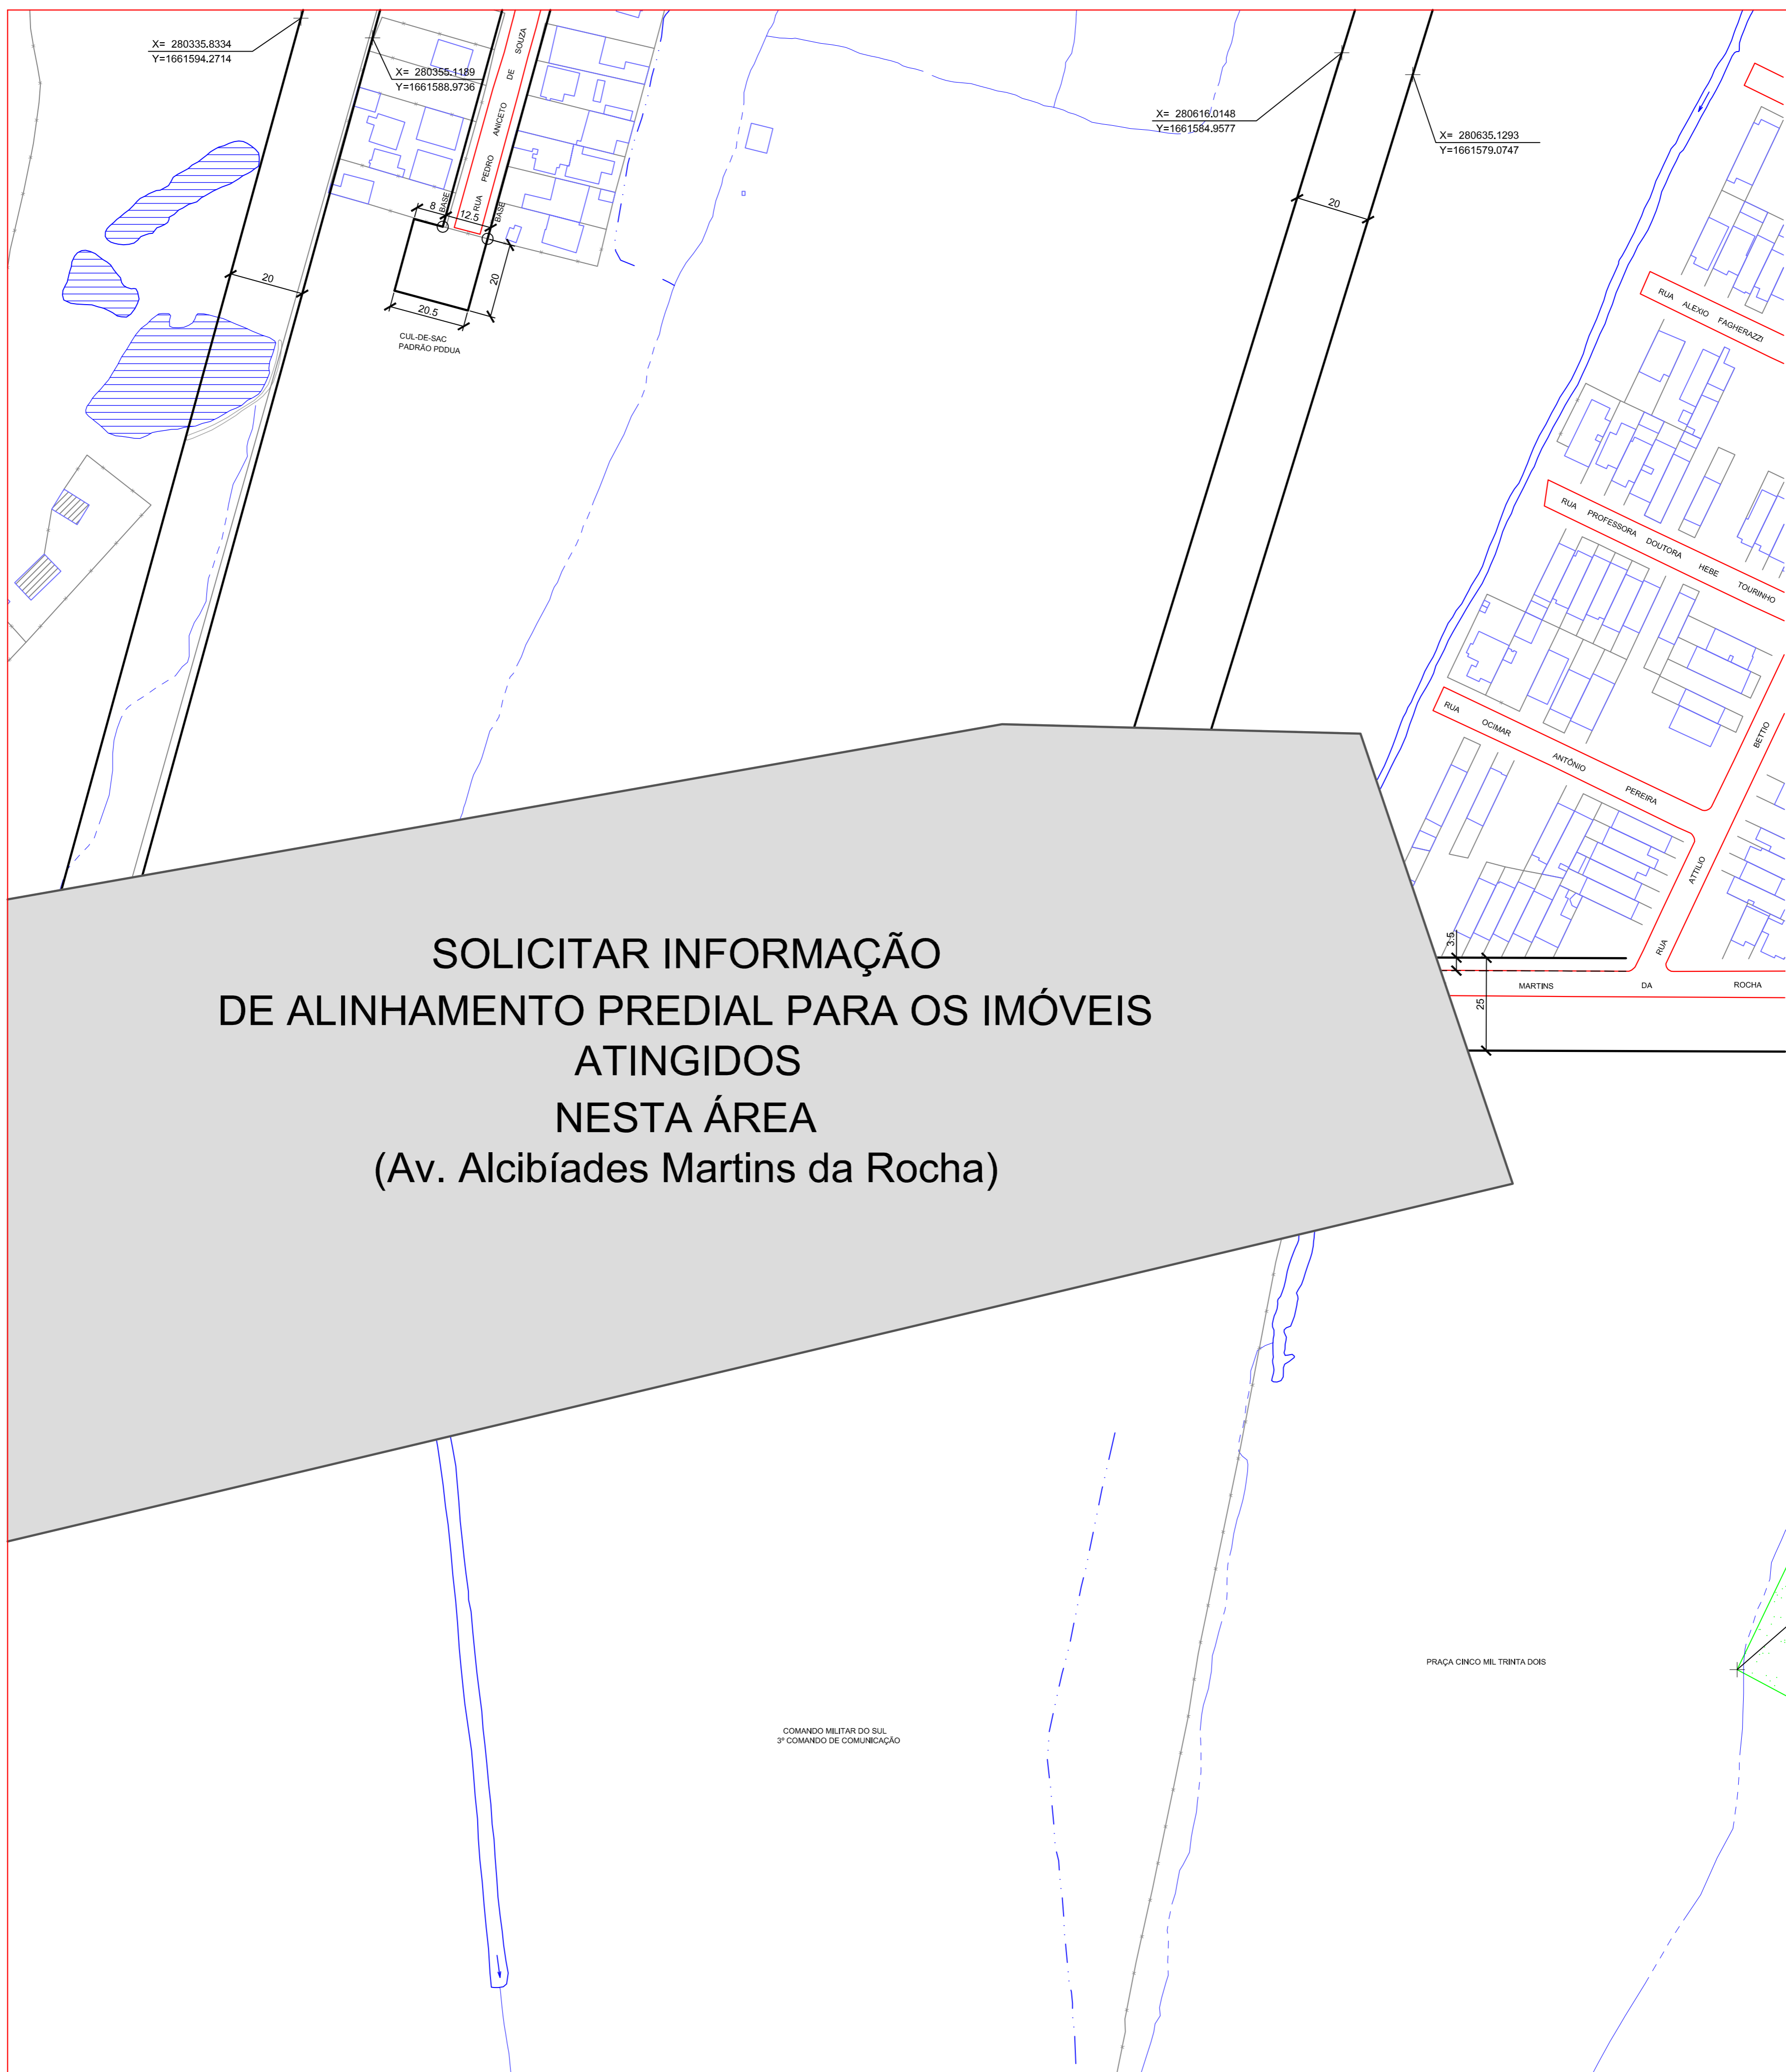 X= 280335.8334
Y=1661594.2714
X= 280355.1189
Y=1661588.9736
RUA PEDRO ANICETO DE SOUZA
BASE
BASE
8
12.5
20
20.5
CUL-DE-SAC
PADRÃO PDDUA
20
X= 280616.0148
Y=1661584.9577
X= 280635.1293
Y=1661579.0747
20
RUA ALEXIO FAGHERAZZI
RUA PROFESSORA DOUTORA HEBE TOURINHO
RUA OCIMAR ANTÔNIO PEREIRA
RUA ATTILIO BETTIO
3.5
25
MARTINS DA ROCHA
SOLICITAR INFORMAÇÃO
DE ALINHAMENTO PREDIAL PARA OS IMÓVEIS
ATINGIDOS
NESTA ÁREA
(Av. Alcibíades Martins da Rocha)
PRAÇA CINCO MIL TRINTA DOIS
COMANDO MILITAR DO SUL
3º COMANDO DE COMUNICAÇÃO